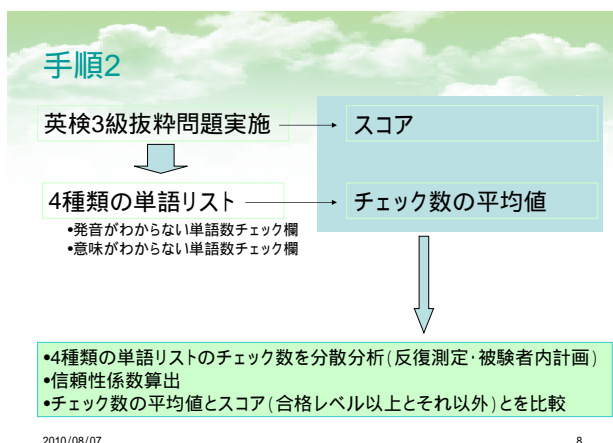 手順2
英検3級抜粋問題実施
スコア
4種類の単語リスト
チェック数の平均値
•発音がわからない単語数チェック欄
•意味がわからない単語数チェック欄
•4種類の単語リストのチェック数を分散分析(反復測定・被験者内計画)
•信頼性係数算出
•チェック数の平均値とスコア(合格レベル以上とそれ以外)とを比較
2010/08/07
8